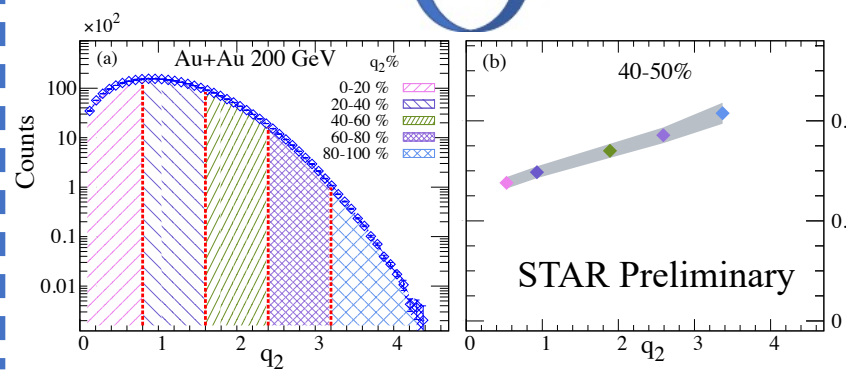 ×10²
(a) Au+Au 200 GeV q₂%
0-20 %
20-40 %
40-60 %
60-80 %
80-100 %
100
10
1
0.1
0.01
Counts
0 1 2 3 4
q₂
(b) 40-50%
STAR Preliminary
0.
0.
0
0 1 2 3 4
q₂